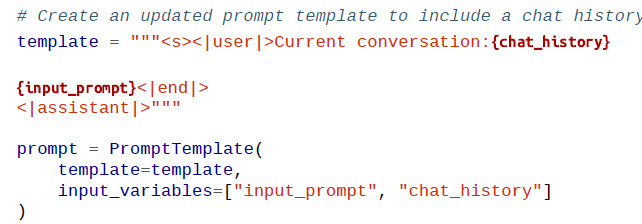 # Create an updated prompt template to include a chat history
template = """<s><|user|>Current conversation:{chat_history}
{input_prompt}<|end|>
<|assistant|>"""
prompt = PromptTemplate(
template=template,
input_variables=["input_prompt", "chat_history"]
)